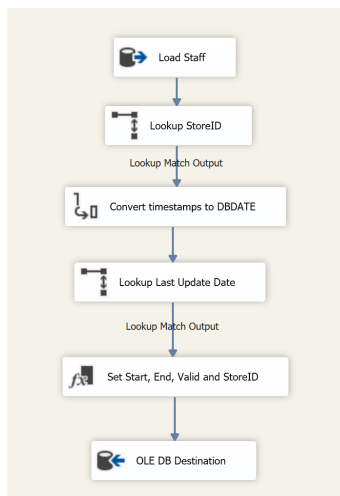 Load Staff
Lookup StoreID
Lookup Match Output
Convert timestamps to DBDATE
Lookup Last Update Date
Lookup Match Output
Set Start, End, Valid and StoreID
OLE DB Destination